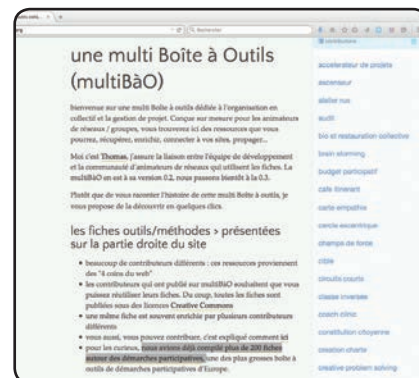 Rechercher
une multi Boîte à Outils
(multiBàO)
bienvenue sur une multi Boîte à outils dédiée à l'organisation en
collectif et la gestion de projet. Conçue sur mesure pour les animateurs
de réseaux / groupes, vous trouverez ici des ressources que vous
pourrez, récupérez, enrichir, connecter à vos sites, propager...
Moi c'est Thomas, j'assure la liaison entre l'équipe de développement
et la communauté d'animateurs de réseaux qui utilisent les fiches. La
multiBàO en est à sa version 0.2, nous passons bientôt à la 0.3.
Plutôt que de vous raconter l'histoire de cette multi Boîte à outils, je
vous propose de la découvrir en quelques clics.
les fiches outils/méthodes > présentées
sur la partie droite du site
• beaucoup de contributeurs différents : ces ressources proviennent
des "4 coins du web"
• les contributeurs qui ont publié sur multiBàO souhaitent que vous
puissiez réutiliser leurs fiches. Du coup, toutes les fiches sont
publiées sous des licences Creative Commons
• une même fiche est souvent enrichie par plusieurs contributeurs
différents
• vous aussi, vous pouvez contribuer, c'est expliqué comment ici
• pour les curieux, nous avions déjà compilé plus de 200 fiches
autour des démarches participatives, une des plus grosses boîte à
outils de démarches participatives d'Europe.
contributions
accélérateur de projets
ascenseur
atelier rue
audit
bio et restauration collective
brain storming
budget participatif
café itinérant
carte empathie
cercle excentrique
champs de force
cible
circuits courts
classe inversée
coach clinic
constitution citoyenne
création charte
creative problem solving